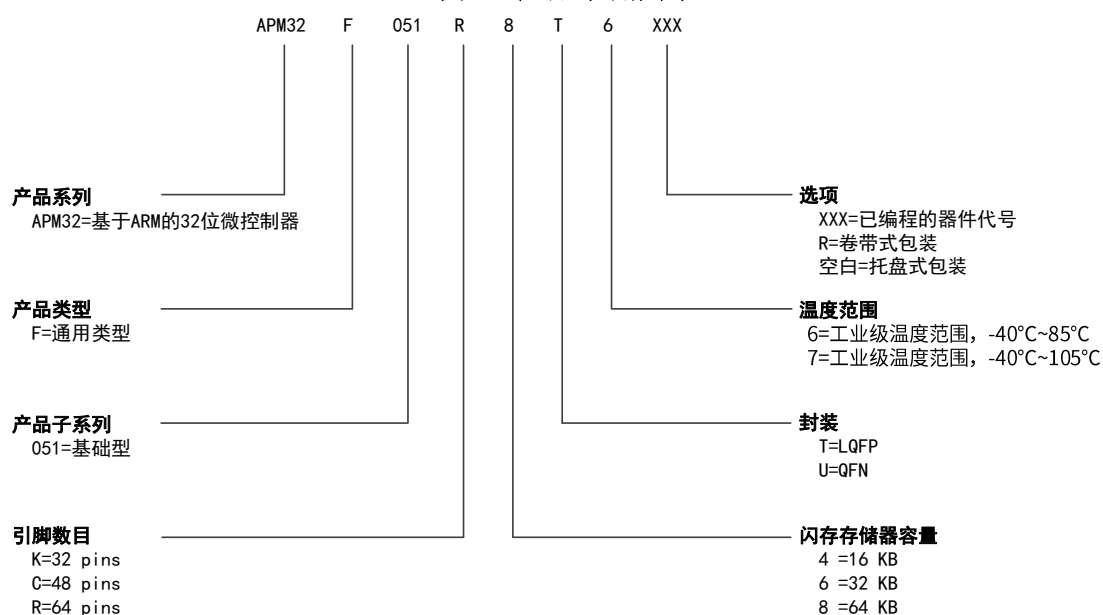 APM32 F 051 R 8 T 6 XXX
产品系列
APM32=基于ARM的32位微控制器
产品类型
F=通用类型
产品子系列
051=基础型
引脚数目
K=32 pins
C=48 pins
R=64 pins
选项
XXX=已编程的器件代号
R=卷带式包装
空白=托盘式包装
温度范围
6=工业级温度范围，-40℃~85℃
7=工业级温度范围，-40℃~105℃
封装
T=LQFP
U=QFN
闪存存储器容量
4 =16 KB
6 =32 KB
8 =64 KB